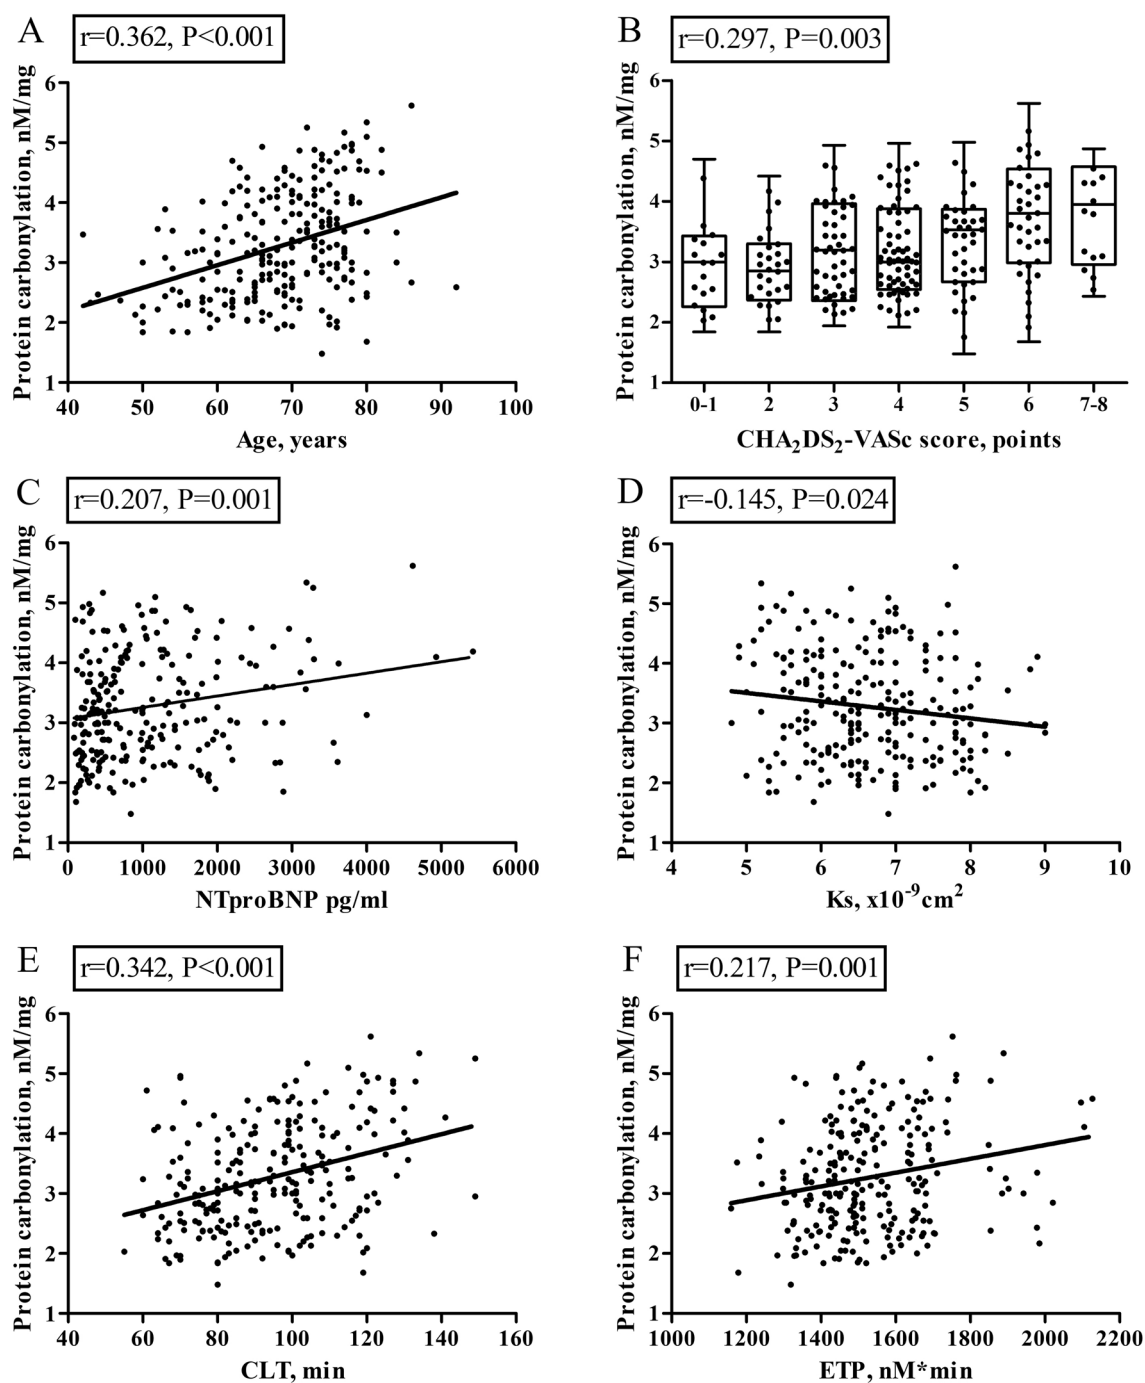 A
r=0.362, P<0.001
Protein carbonylation, nM/mg
6
5
4
3
2
1
40 50 60 70 80 90 100
Age, years
B
r=0.297, P=0.003
Protein carbonylation, nM/mg
6
5
4
3
2
1
0-1 2 3 4 5 6 7-8
CHA₂DS₂-VASc score, points
C
r=0.207, P=0.001
Protein carbonylation, nM/mg
6
5
4
3
2
1
0 1000 2000 3000 4000 5000 6000
NTproBNP pg/ml
D
r=-0.145, P=0.024
Protein carbonylation, nM/mg
6
5
4
3
2
1
4 5 6 7 8 9 10
Ks, x10⁻⁹cm²
E
r=0.342, P<0.001
Protein carbonylation, nM/mg
6
5
4
3
2
1
40 60 80 100 120 140 160
CLT, min
F
r=0.217, P=0.001
Protein carbonylation, nM/mg
6
5
4
3
2
1
1000 1200 1400 1600 1800 2000 2200
ETP, nM*min